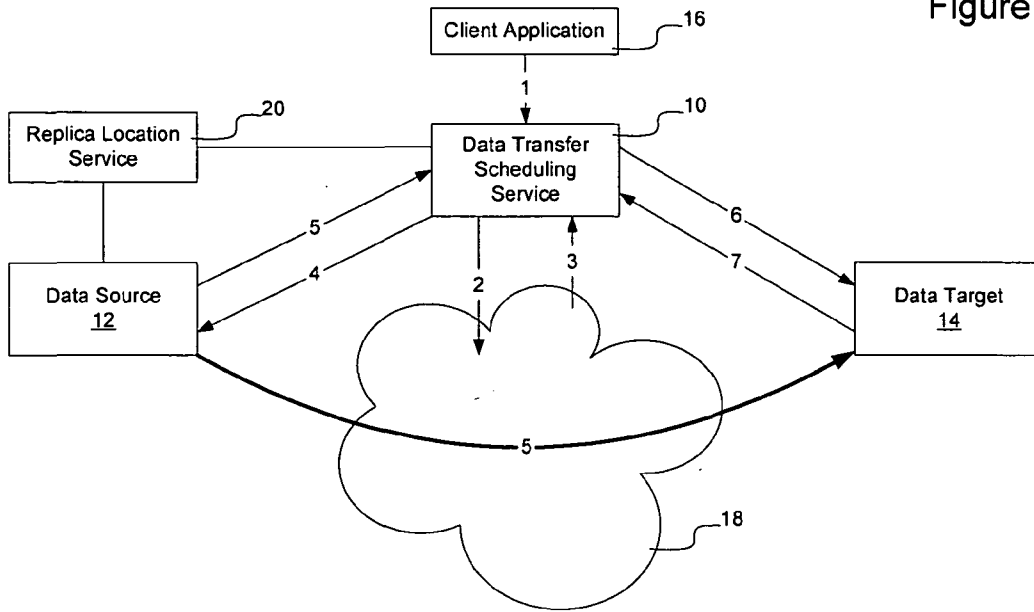 Figure
Client Application
16
1
20
10
Replica Location
Service
Data Transfer
Scheduling
Service
5
6
4
2
3
7
Data Source
12
Data Target
14
5
18